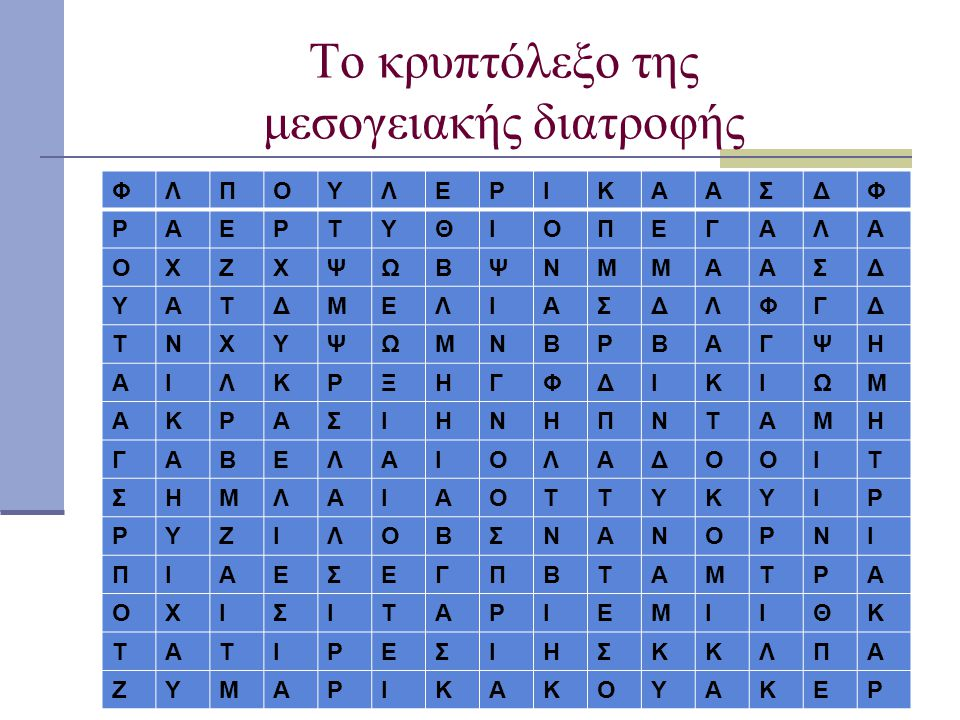 Το κρυπτόλεξο της
μεσογειακής διατροφής
Φ Λ Π Ο Υ Λ Ε Ρ Ι Κ Α Α Σ Δ Φ
Ρ Α Ε Ρ Τ Υ Θ Ι Ο Π Ε Γ Α Λ Α
Ο Χ Ζ Χ Ψ Ω Β Ψ Ν Μ Μ Α Α Σ Δ
Υ Α Τ Δ Μ Ε Λ Ι Α Σ Δ Λ Φ Γ Δ
Τ Ν Χ Υ Ψ Ω Μ Ν Β Ρ Β Α Γ Ψ Η
Α Ι Λ Κ Ρ Ξ Η Γ Φ Δ Ι Κ Ι Ω Μ
Α Κ Ρ Α Σ Ι Η Ν Η Π Ν Τ Α Μ Η
Γ Α Β Ε Λ Α Ι Ο Λ Α Δ Ο Ο Ι Τ
Σ Η Μ Λ Α Ι Α Ο Τ Τ Υ Κ Υ Ι Ρ
Ρ Υ Ζ Ι Λ Ο Β Σ Ν Α Ν Ο Ρ Ν Ι
Π Ι Α Ε Σ Ε Γ Π Β Τ Α Μ Τ Ρ Α
Ο Χ Ι Σ Ι Τ Α Ρ Ι Ε Μ Ι Ι Θ Κ
Τ Α Τ Ι Ρ Ε Σ Ι Η Σ Κ Κ Λ Π Α
Ζ Υ Μ Α Ρ Ι Κ Α Κ Ο Υ Α Κ Ε Ρ